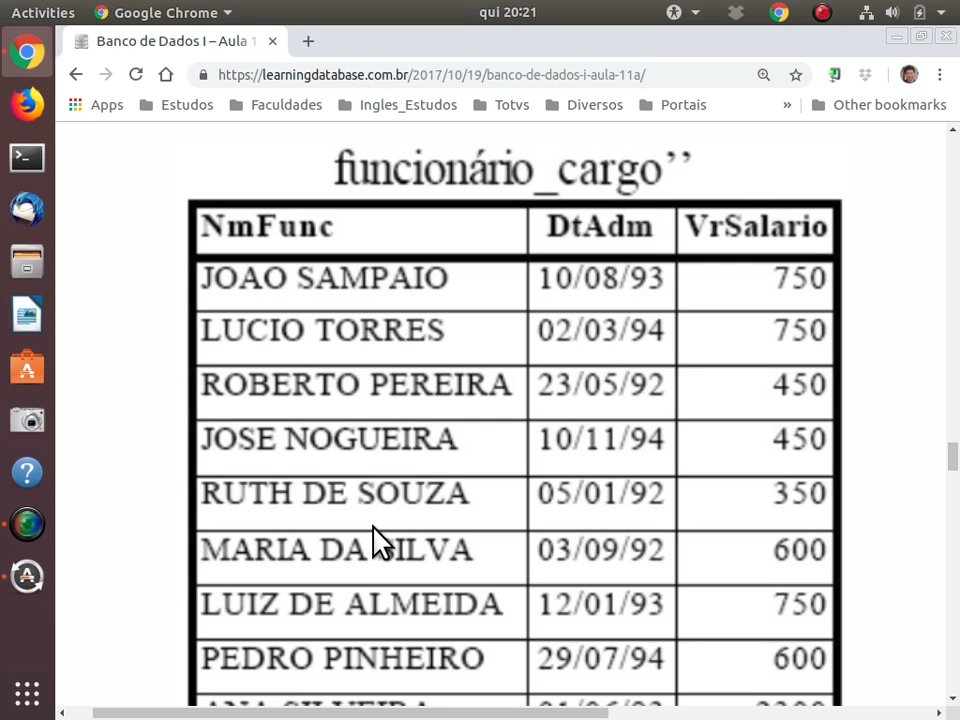 Activities Google Chrome qui 20:21
Banco de Dados I – Aula 1
https://learningdatabase.com.br/2017/10/19/banco-de-dados-i-aula-11a/
Apps Estudos Faculdades Ingles_Estudos Totvs Diversos Portais » Other bookmarks
funcionário_cargo’’
NmFunc DtAdm VrSalario
JOAO SAMPAIO 10/08/93 750
LUCIO TORRES 02/03/94 750
ROBERTO PEREIRA 23/05/92 450
JOSE NOGUEIRA 10/11/94 450
RUTH DE SOUZA 05/01/92 350
MARIA DA SILVA 03/09/92 600
LUIZ DE ALMEIDA 12/01/93 750
PEDRO PINHEIRO 29/07/94 600